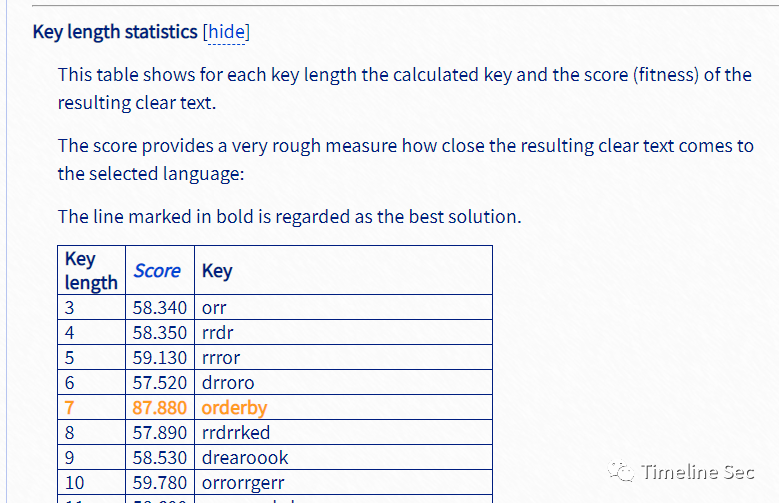 Key length statistics [hide]
This table shows for each key length the calculated key and the score (fitness) of the
resulting clear text.
The score provides a very rough measure how close the resulting clear text comes to
the selected language:
The line marked in bold is regarded as the best solution.
Key length Score Key
3 58.340 orr
4 58.350 rrdr
5 59.130 rrror
6 57.520 drroro
7 87.880 orderby
8 57.890 rrdrrked
9 58.530 drearoook
10 59.780 orrorrgerr
Timeline Sec